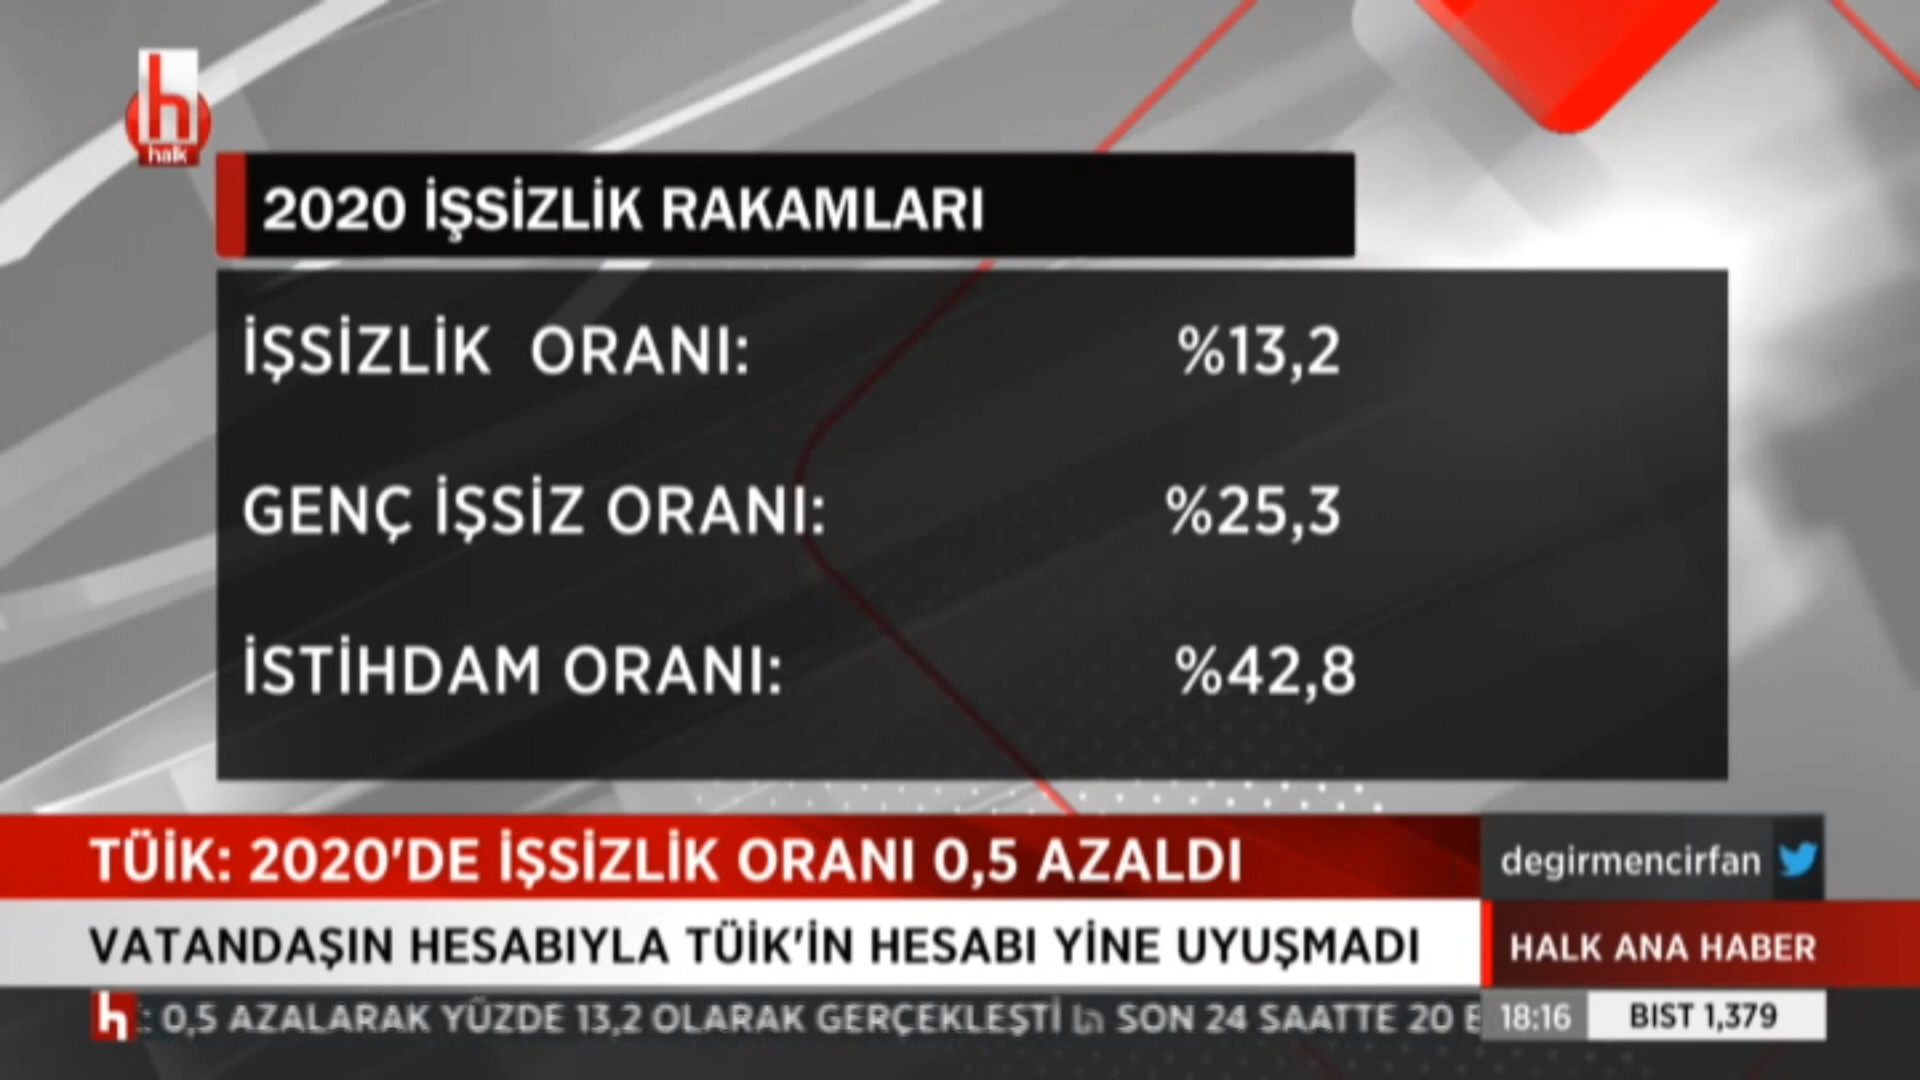 h
halk
2020 İŞSİZLİK RAKAMLARI
İŞSİZLİK ORANI: %13,2
GENÇ İŞSİZ ORANI: %25,3
İSTİHDAM ORANI: %42,8
TÜİK: 2020'DE İŞSİZLİK ORANI 0,5 AZALDI
degirmencirfan
VATANDAŞIN HESABIYLA TÜİK'İN HESABI YİNE UYUŞMADI
HALK ANA HABER
h : 0,5 AZALARAK YÜZDE 13,2 OLARAK GERÇEKLEŞTİ h SON 24 SAATTE 20
18:16 BIST 1,379